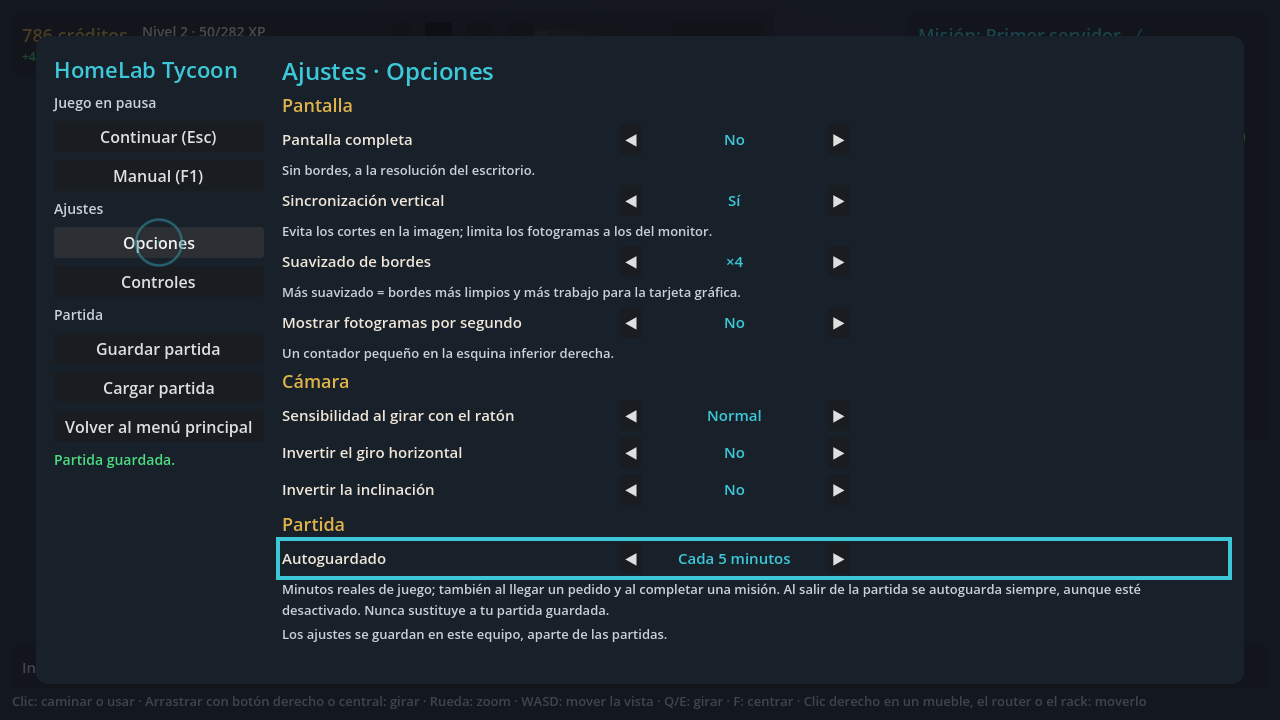 786 créditos
Nivel 2 · 50/282 XP
Misión: Primer servidor
+4
HomeLab Tycoon
Juego en pausa
Continuar (Esc)
Manual (F1)
Ajustes
Opciones
Controles
Partida
Guardar partida
Cargar partida
Volver al menú principal
Partida guardada.
Ajustes · Opciones
Pantalla
Pantalla completa ◀ No ▶
Sin bordes, a la resolución del escritorio.
Sincronización vertical ◀ Sí ▶
Evita los cortes en la imagen; limita los fotogramas a los del monitor.
Suavizado de bordes ◀ ×4 ▶
Más suavizado = bordes más limpios y más trabajo para la tarjeta gráfica.
Mostrar fotogramas por segundo ◀ No ▶
Un contador pequeño en la esquina inferior derecha.
Cámara
Sensibilidad al girar con el ratón ◀ Normal ▶
Invertir el giro horizontal ◀ No ▶
Invertir la inclinación ◀ No ▶
Partida
Autoguardado ◀ Cada 5 minutos ▶
Minutos reales de juego; también al llegar un pedido y al completar una misión. Al salir de la partida se autoguarda siempre, aunque esté
desactivado. Nunca sustituye a tu partida guardada.
Los ajustes se guardan en este equipo, aparte de las partidas.
In
Clic: caminar o usar · Arrastrar con botón derecho o central: girar · Rueda: zoom · WASD: mover la vista · Q/E: girar · F: centrar · Clic derecho en un mueble, el router o el rack: moverlo